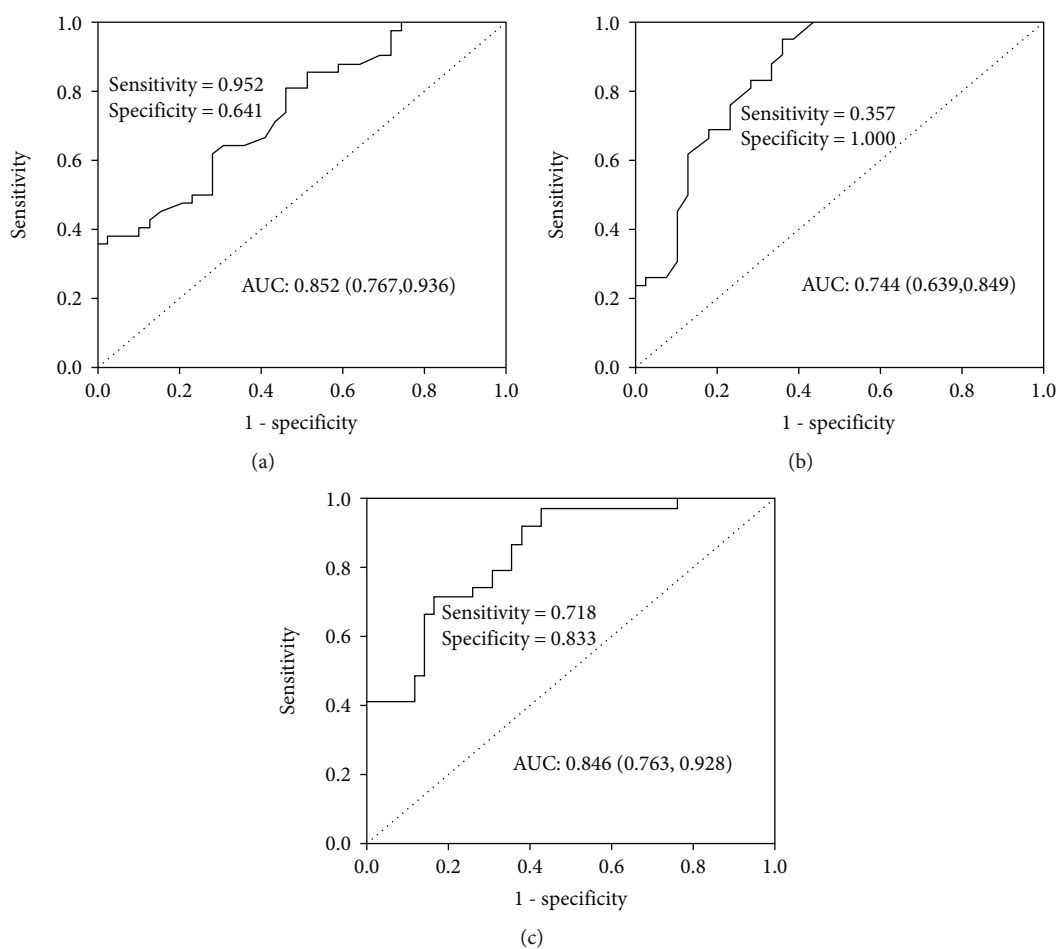 1.0
0.8
0.6
0.4
0.2
0.0
Sensitivity
Sensitivity = 0.952
Specificity = 0.641
AUC: 0.852 (0.767,0.936)
0.0 0.2 0.4 0.6 0.8 1.0
1 - specificity
(a)
1.0
0.8
0.6
0.4
0.2
0.0
Sensitivity
Sensitivity = 0.357
Specificity = 1.000
AUC: 0.744 (0.639,0.849)
0.0 0.2 0.4 0.6 0.8 1.0
1 - specificity
(b)
1.0
0.8
0.6
0.4
0.2
0.0
Sensitivity
Sensitivity = 0.718
Specificity = 0.833
AUC: 0.846 (0.763, 0.928)
0.0 0.2 0.4 0.6 0.8 1.0
1 - specificity
(c)